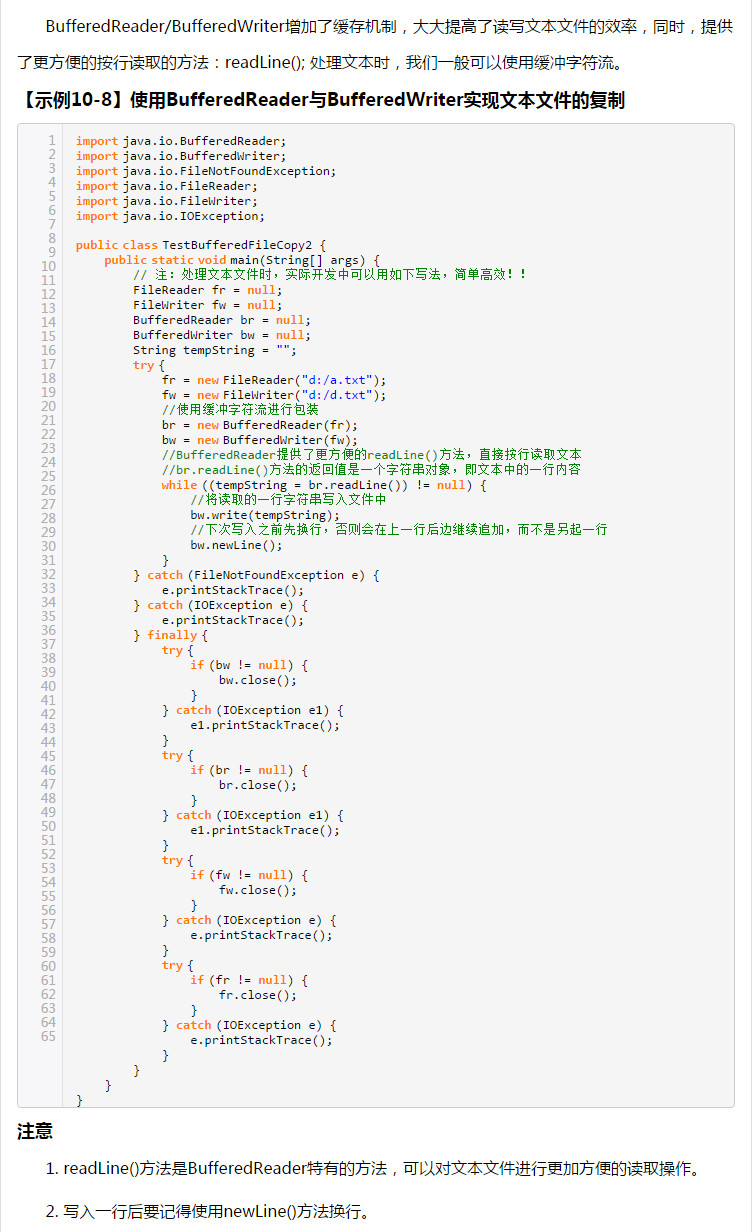 BufferedReader/BufferedWriter增加了缓存机制，大大提高了读写文本文件的效率，同时，提供
了更方便的按行读取的方法：readLine(); 处理文本时，我们一般可以使用缓冲字符流。
【示例10-8】使用BufferedReader与BufferedWriter实现文本文件的复制
1 import java.io.BufferedReader;
2 import java.io.BufferedWriter;
3 import java.io.FileNotFoundException;
4 import java.io.FileReader;
5 import java.io.FileWriter;
6 import java.io.IOException;
7
8 public class TestBufferedFileCopy2 {
9     public static void main(String[] args) {
10         // 注：处理文本文件时，实际开发中可以用如下写法，简单高效！！
11         FileReader fr = null;
12         FileWriter fw = null;
13         BufferedReader br = null;
14         BufferedWriter bw = null;
15         String tempString = "";
16         try {
17             fr = new FileReader("d:/a.txt");
18             fw = new FileWriter("d:/d.txt");
19             //使用缓冲字符流进行包装
20             br = new BufferedReader(fr);
21             bw = new BufferedWriter(fw);
22             //BufferedReader提供了更方便的readLine()方法，直接按行读取文本
23             //br.readLine()方法的返回值是一个字符串对象，即文本中的一行内容
24             while ((tempString = br.readLine()) != null) {
25                 //将读取的一行字符串写入文件中
26                 bw.write(tempString);
27                 //下次写入之前先换行，否则会在上一行后边继续追加，而不是另起一行
28                 bw.newLine();
29             }
30         } catch (FileNotFoundException e) {
31             e.printStackTrace();
32         } catch (IOException e) {
33             e.printStackTrace();
34         } finally {
35             try {
36                 if (bw != null) {
37                     bw.close();
38                 }
39             } catch (IOException e1) {
40                 e1.printStackTrace();
41             }
42             try {
43                 if (br != null) {
44                     br.close();
45                 }
46             } catch (IOException e1) {
47                 e1.printStackTrace();
48             }
49             try {
50                 if (fw != null) {
51                     fw.close();
52                 }
53             } catch (IOException e) {
54                 e.printStackTrace();
55             }
56             try {
57                 if (fr != null) {
58                     fr.close();
59                 }
60             } catch (IOException e) {
61                 e.printStackTrace();
62             }
63         }
64     }
65 }
注意
1. readLine()方法是BufferedReader特有的方法，可以对文本文件进行更加方便的读取操作。
2. 写入一行后要记得使用newLine()方法换行。